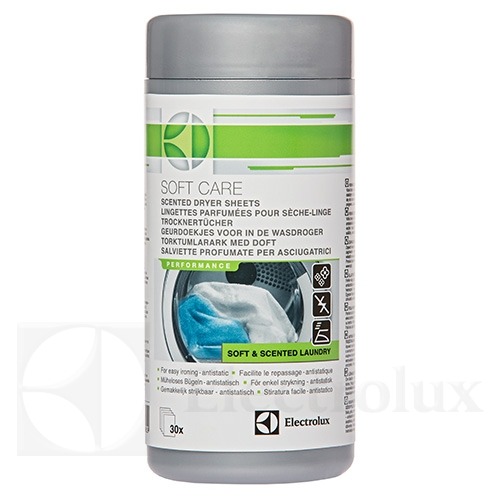 SOFT CARE
SCENTED DRYER SHEETS
LINGETTES PARFUMÉES POUR SÈCHE-LINGE
TROCKNERTÜCHER
GEURDOEKJES VOOR IN DE WASDROGER
TORKTUMLARARK MED DOFT
SALVIETTE PROFUMATE PER ASCIUGATRICI
PERFORMANCE
SOFT & SCENTED LAUNDRY
• For easy ironing - antistatic • Facilite le repassage - antistatique
• Müheloses Bügeln - antistatisch • För enkel strykning - antistatisk
• Gemakkelijk strijkbaar - antistatisch • Stiratura facile - antistatico
30x
Electrolux
Electrolux
Electrolux